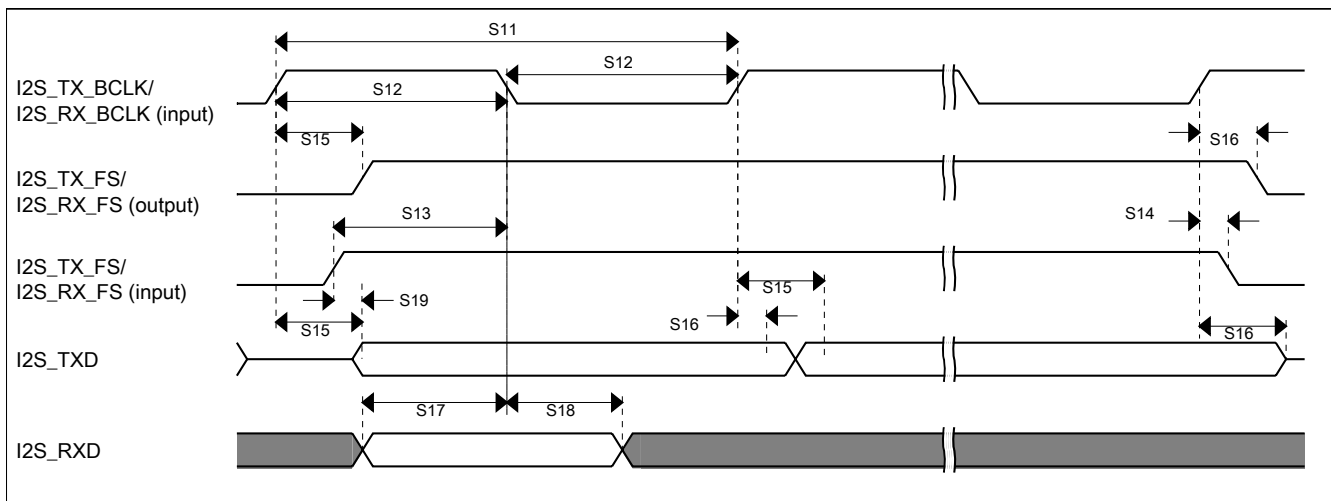 S11
S12
I2S_TX_BCLK/
I2S_RX_BCLK (input)
S12
S15
S16
I2S_TX_FS/
I2S_RX_FS (output)
S13
S14
I2S_TX_FS/
I2S_RX_FS (input)
S15
S19
S15
S16
S16
I2S_TXD
S17
S18
I2S_RXD